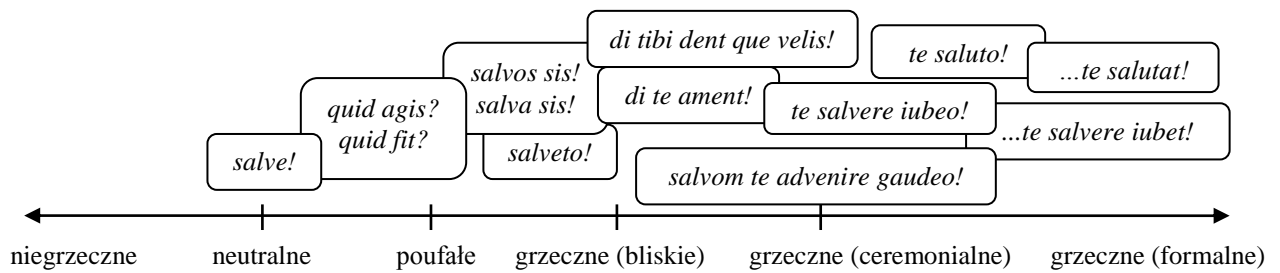 di tibi dent que velis!
te saluto!
...te salutat!
salvos sis!
salva sis!
di te ament!
quid agis?
quid fit?
te salvere iubeo!
...te salvere iubet!
salve!
salveto!
salvom te advenire gaudeo!
niegrzeczne neutralne poufałe grzeczne (bliskie) grzeczne (ceremonialne) grzeczne (formalne)